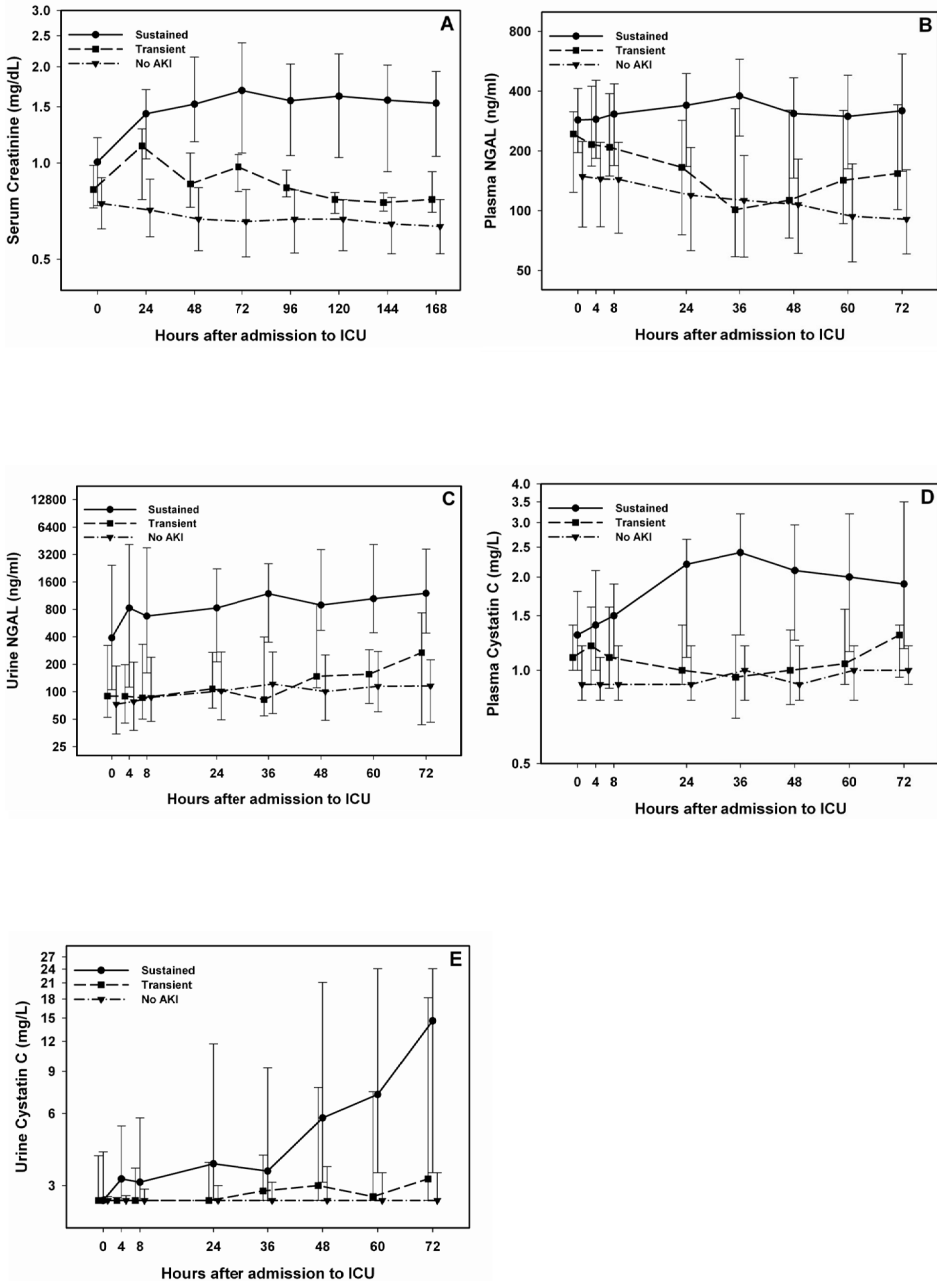 A
Serum Creatinine (mg/dL)
3.0
2.5
2.0
1.5
1.0
0.5
Sustained
Transient
No AKI
0 24 48 72 96 120 144 168
Hours after admission to ICU
B
Plasma NGAL (ng/ml)
800
400
200
100
50
Sustained
Transient
No AKI
0 4 8 24 36 48 60 72
Hours after admission to ICU
C
Urine NGAL (ng/ml)
12800
6400
3200
1600
800
400
200
100
50
25
Sustained
Transient
No AKI
0 4 8 24 36 48 60 72
Hours after admission to ICU
D
Plasma Cystatin C (mg/L)
4.0
3.5
3.0
2.5
2.0
1.5
1.0
0.5
Sustained
Transient
No AKI
0 4 8 24 36 48 60 72
Hours after admission to ICU
E
Urine Cystatin C (mg/L)
27
24
21
18
15
12
9
6
3
Sustained
Transient
No AKI
0 4 8 24 36 48 60 72
Hours after admission to ICU